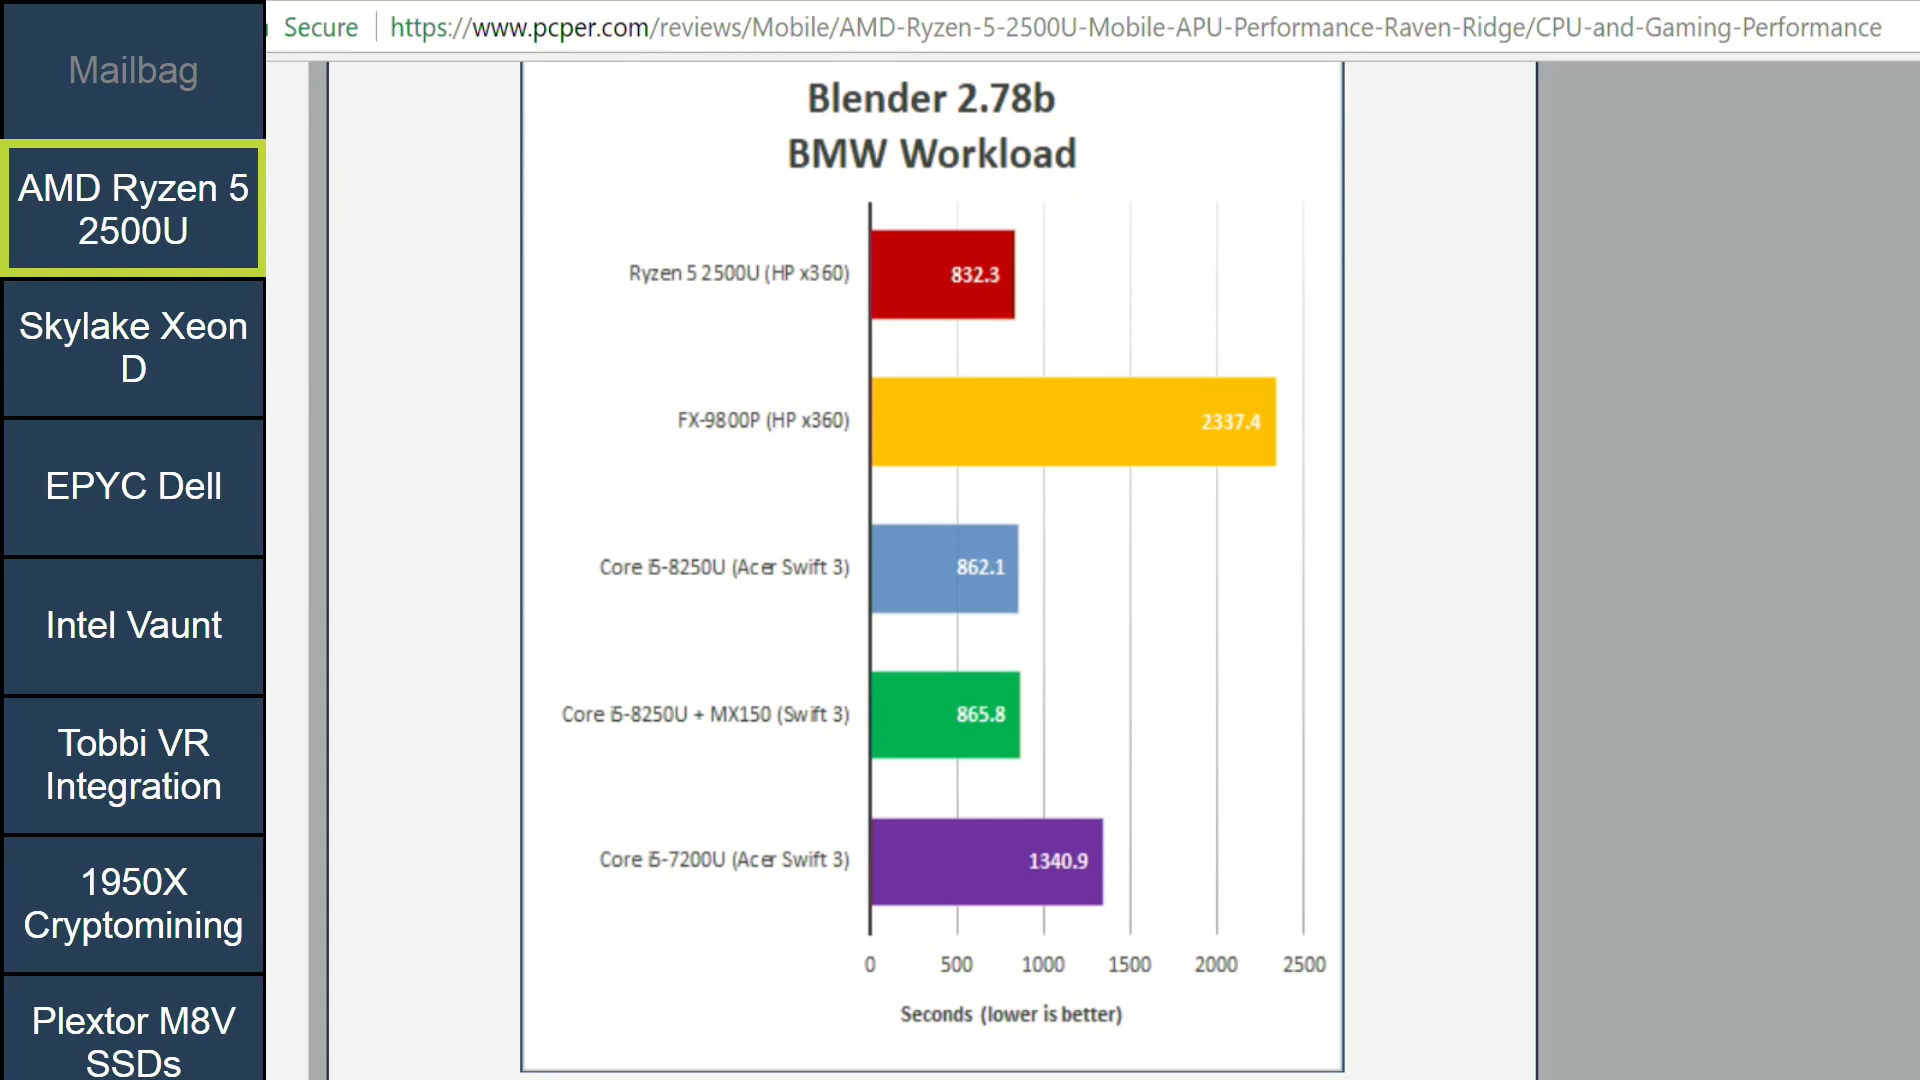 Mailbag
AMD Ryzen 5
2500U
Skylake Xeon
D
EPYC Dell
Intel Vaunt
Tobbi VR
Integration
1950X
Cryptomining
Plextor M8V
SSDs
Secure
https://www.pcper.com/reviews/Mobile/AMD-Ryzen-5-2500U-Mobile-APU-Performance-Raven-Ridge/CPU-and-Gaming-Performance
Blender 2.78b
BMW Workload
Ryzen 5 2500U (HP x360)
832.3
FX-9800P (HP x360)
2337.4
Core i5-8250U (Acer Swift 3)
862.1
Core i5-8250U + MX150 (Swift 3)
865.8
Core i5-7200U (Acer Swift 3)
1340.9
0 500 1000 1500 2000 2500
Seconds (lower is better)